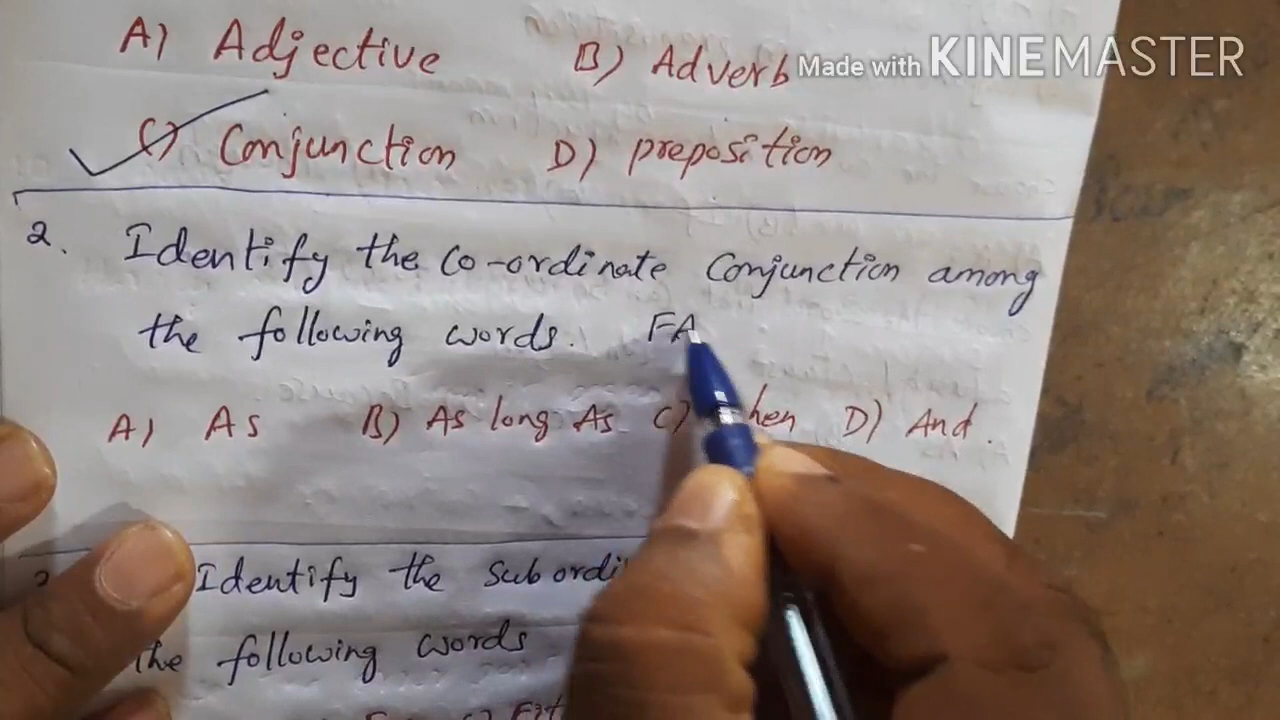 A) Adjective B) Adverb
Made with KINEMASTER
C) Conjunction D) preposition
2. Identify the Co-ordinate Conjunction among
the following words. FA
A) As B) As long As C) hen D) And.
Identify the Subordi
the following words